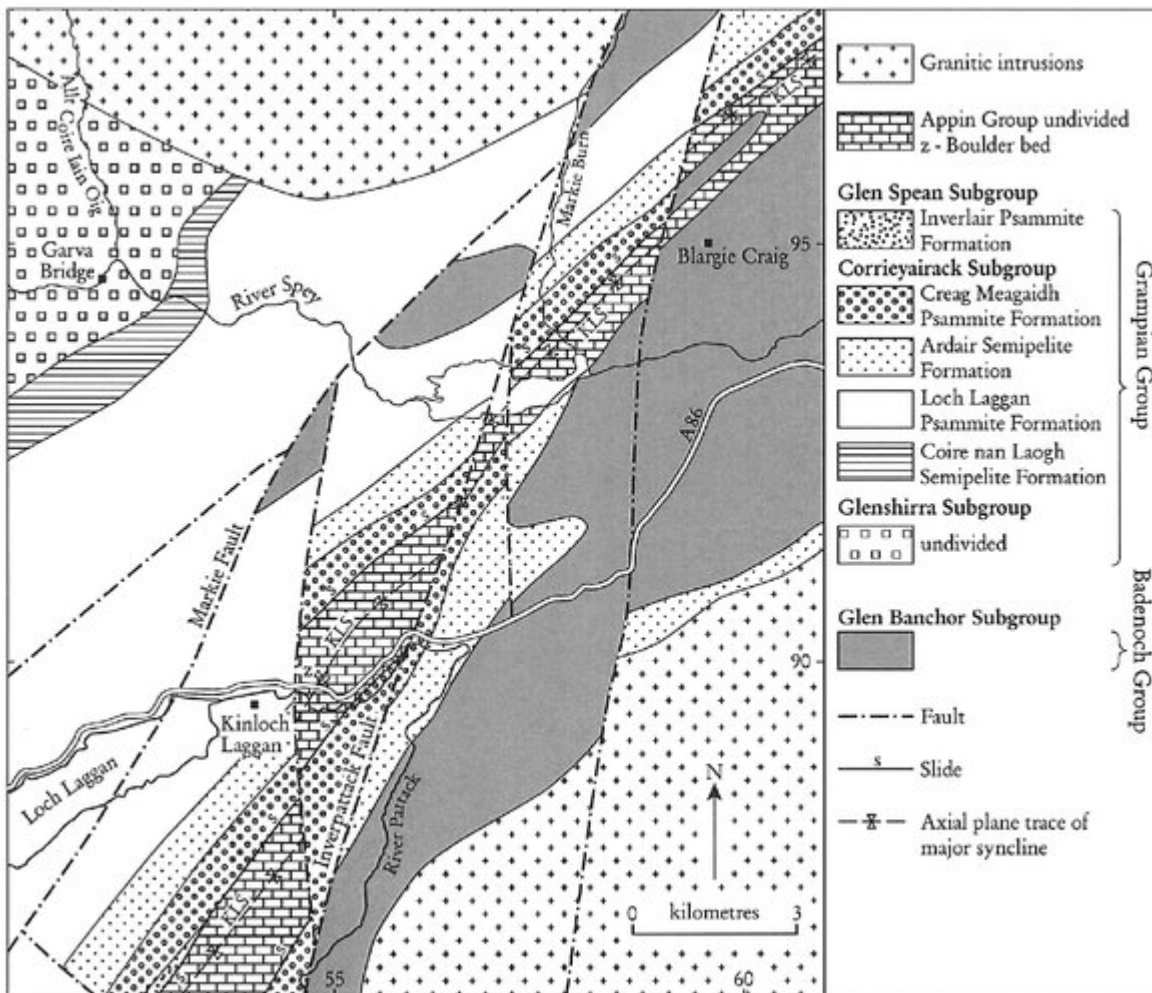 Allt Coire Iain Oig
Garva
Bridge
River Spey
Markie Burn
KLS
Blargie Craig
95
KLS
A86
Markie Fault
KLS
z
90
Kinloch
Laggan
Loch Laggan
Inverpattack Fault
River Pattack
KLS
N
0 kilometres 3
55
60
s
s
s
s
s
s
s
Granitic intrusions
Appin Group undivided
z - Boulder bed
Glen Spean Subgroup
Inverlair Psammite
Formation
Corrieyairack Subgroup
Creag Meagaidh
Psammite Formation
Ardair Semipelite
Formation
Loch Laggan
Psammite Formation
Coire nan Laogh
Semipelite Formation
Glenshirra Subgroup
undivided
Grampian Group
Glen Banchor Subgroup
Badenoch Group
Fault
s
Slide
Axial plane trace of
major syncline